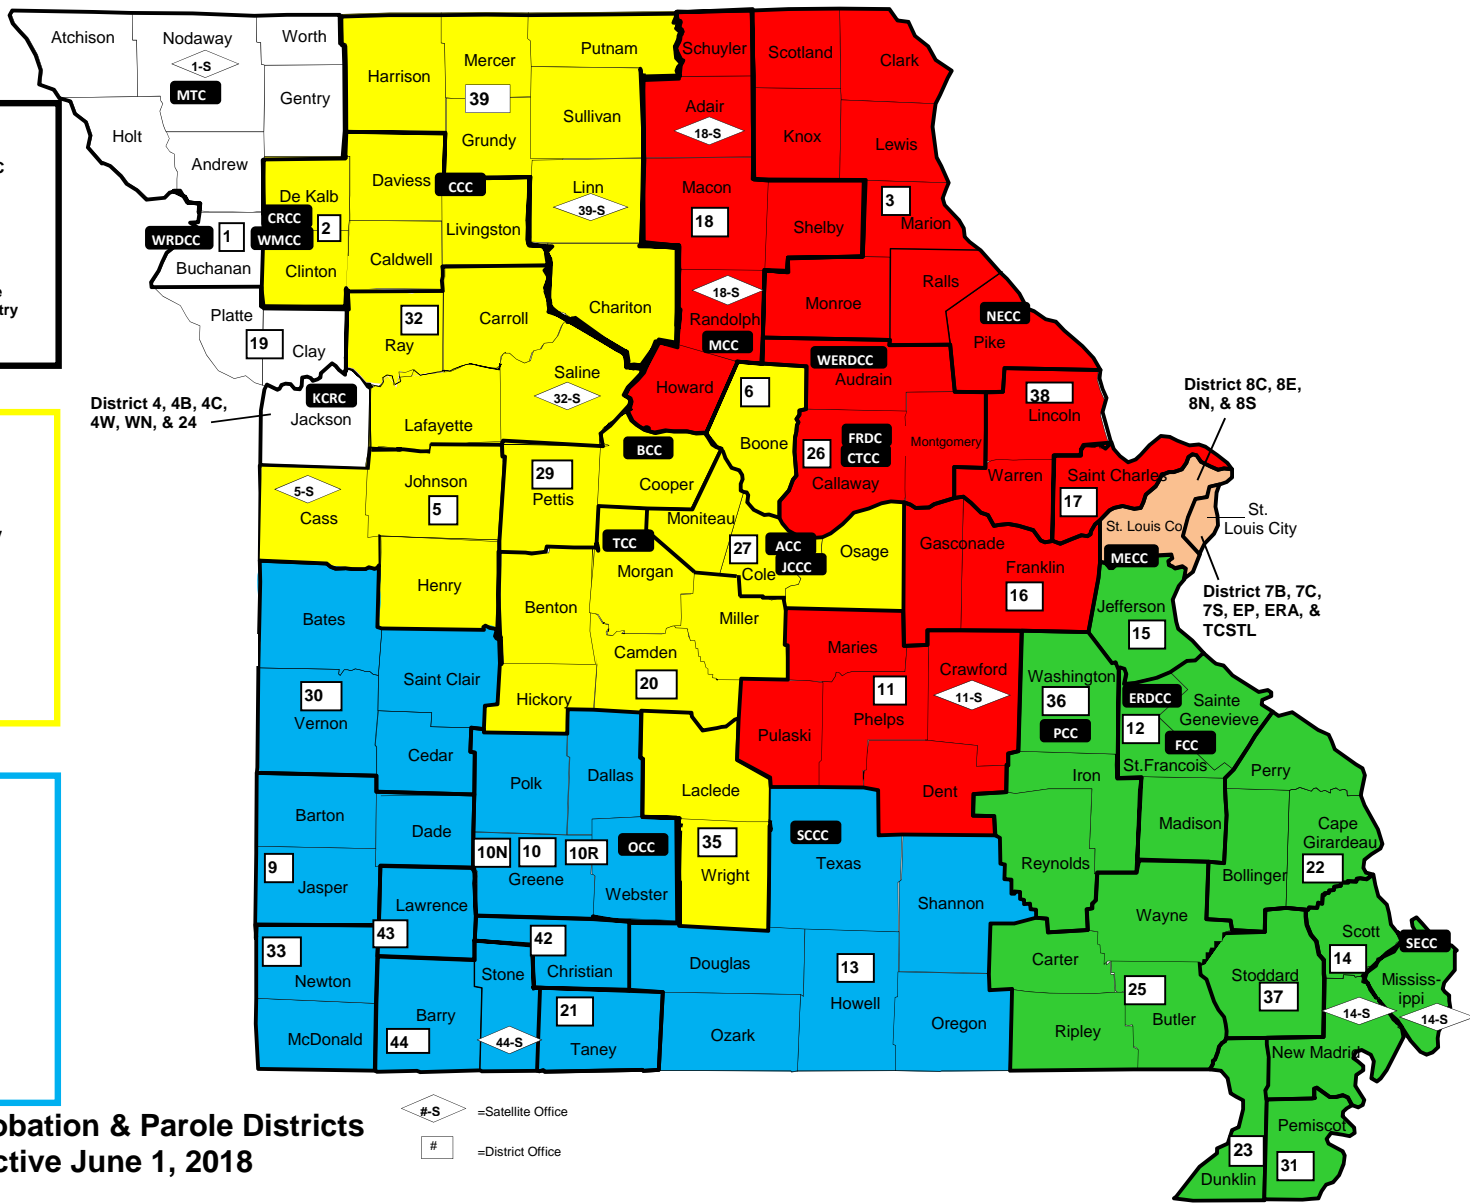 Atchison
Nodaway
Worth
1-S
MTC
Gentry
Holt
Andrew
Harrison
Mercer
Putnam
39
Sullivan
Grundy
Daviess
CCC
Linn
39-S
De Kalb
CRCC
2
WRDCC
1
WMCC
Buchanan
Clinton
Caldwell
Livingston
Chariton
Platte
19
Clay
32
Ray
Carroll
Saline
32-S
Lafayette
District 4, 4B, 4C,
4W, WN, & 24
KCRC
Jackson
Schuyler
Scotland
Clark
Adair
18-S
Knox
Lewis
Macon
18
Shelby
3
Marion
18-S
Randolph
MCC
Monroe
Ralls
NECC
Pike
WERDCC
Audrain
Howard
6
Boone
38
Lincoln
FRDC
CTCC
26
Callaway
Montgomery
Warren
Saint Charles
17
District 8C, 8E,
8N, & 8S
St. Louis Co
St.
Louis City
MECC
District 7B, 7C,
7S, EP, ERA, &
TCSTL
5-S
Cass
Johnson
5
29
Pettis
BCC
Cooper
Moniteau
TCC
Morgan
27
Cole
ACC
JCCC
Osage
Gasconade
Franklin
16
Jefferson
15
Henry
Benton
Miller
Camden
20
Hickory
Maries
11
Phelps
Crawford
11-S
Pulaski
Dent
Washington
36
PCC
ERDCC
12
FCC
Sainte
Genevieve
St.Francois
Perry
Iron
Madison
Reynolds
Bollinger
Cape
Girardeau
22
Bates
Saint Clair
30
Vernon
Cedar
Polk
Dallas
Laclede
35
Wright
Barton
Dade
10N
10
10R
OCC
Greene
Webster
SCCC
Texas
Shannon
9
Jasper
Lawrence
43
33
Newton
42
Christian
Stone
Douglas
13
Howell
McDonald
Barry
44
44-S
21
Taney
Ozark
Oregon
Wayne
Carter
25
Ripley
Butler
Stoddard
37
Scott
14
SECC
Mississ-
ippi
14-S
14-S
New Madrid
Pemiscot
23
31
Dunklin
c
e
try
y
obation & Parole Districts
ctive June 1, 2018
#-S
=Satellite Office
#
=District Office